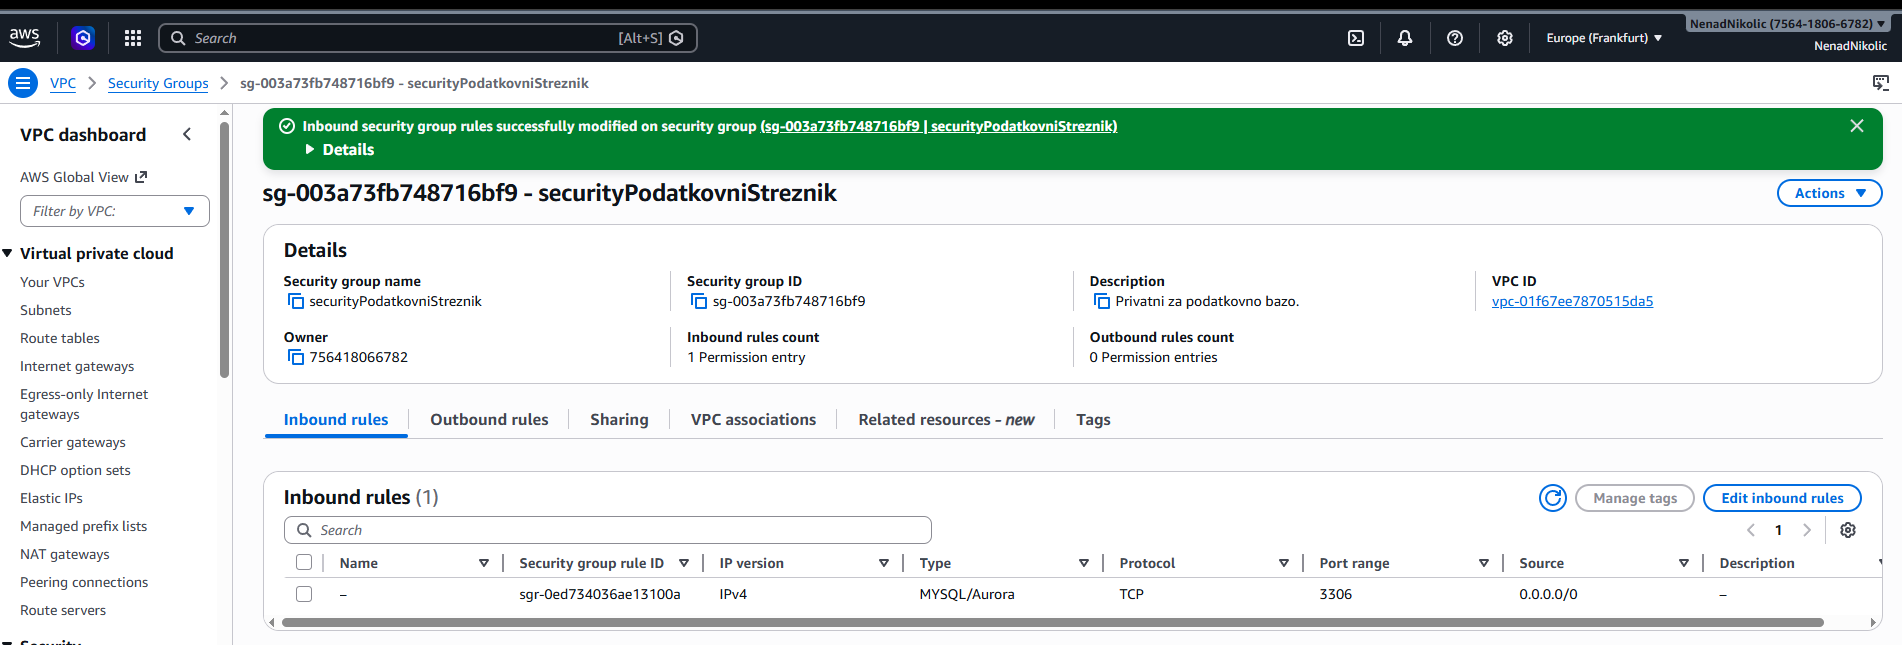 aws
Search
[Alt+S]
Europe (Frankfurt)
NenadNikolic (7564-1806-6782)
NenadNikolic
VPC
Security Groups
sg-003a73fb748716bf9 - securityPodatkovniStreznik
VPC dashboard
AWS Global View
Filter by VPC:
Virtual private cloud
Your VPCs
Subnets
Route tables
Internet gateways
Egress-only Internet
gateways
Carrier gateways
DHCP option sets
Elastic IPs
Managed prefix lists
NAT gateways
Peering connections
Route servers
Security
Inbound security group rules successfully modified on security group (sg-003a73fb748716bf9 | securityPodatkovniStreznik)
Details
sg-003a73fb748716bf9 - securityPodatkovniStreznik
Actions
Details
Security group name
securityPodatkovniStreznik
Security group ID
sg-003a73fb748716bf9
Description
Privatni za podatkovno bazo.
VPC ID
vpc-01f67ee7870515da5
Owner
756418066782
Inbound rules count
1 Permission entry
Outbound rules count
0 Permission entries
Inbound rules
Outbound rules
Sharing
VPC associations
Related resources - new
Tags
Inbound rules (1)
Manage tags
Edit inbound rules
Search
1
Name
Security group rule ID
IP version
Type
Protocol
Port range
Source
Description
–
sgr-0ed734036ae13100a
IPv4
MYSQL/Aurora
TCP
3306
0.0.0.0/0
–